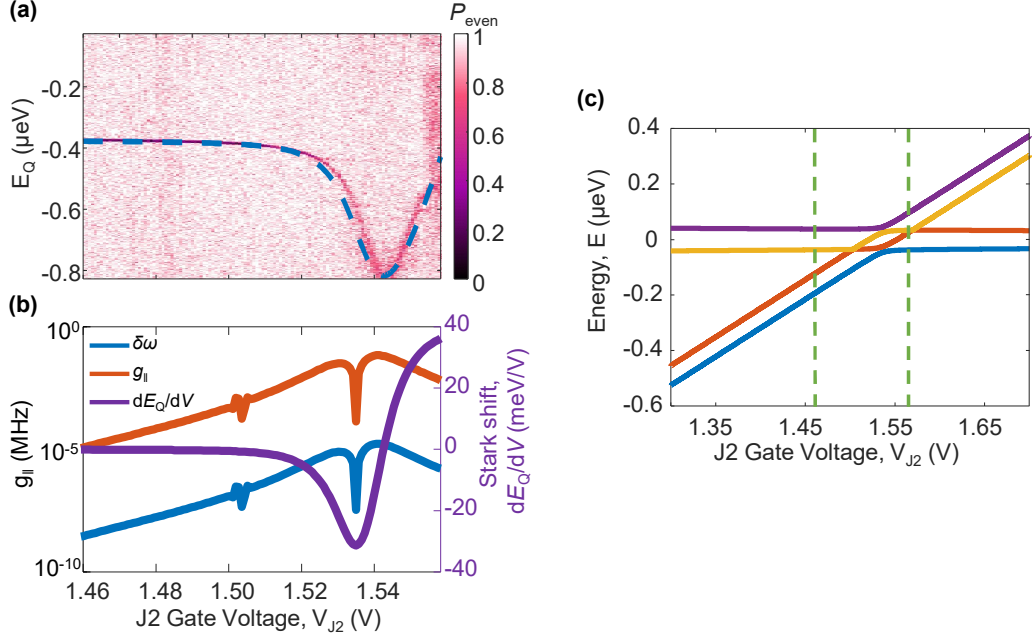 (a)
P_even
1
0.8
0.6
0.4
0.2
0
E_Q (μeV)
-0.2
-0.4
-0.6
-0.8
(b)
g_∥ (MHz)
10^0
10^-5
10^-10
δω
g_∥
dE_Q/dV
40
20
0
-20
-40
Stark shift,
dE_Q/dV (meV/V)
1.46
1.48
1.50
1.52
1.54
J2 Gate Voltage, V_J2 (V)
(c)
Energy, E (μeV)
0.4
0.2
0
-0.2
-0.4
-0.6
1.35
1.45
1.55
1.65
J2 Gate Voltage, V_J2 (V)